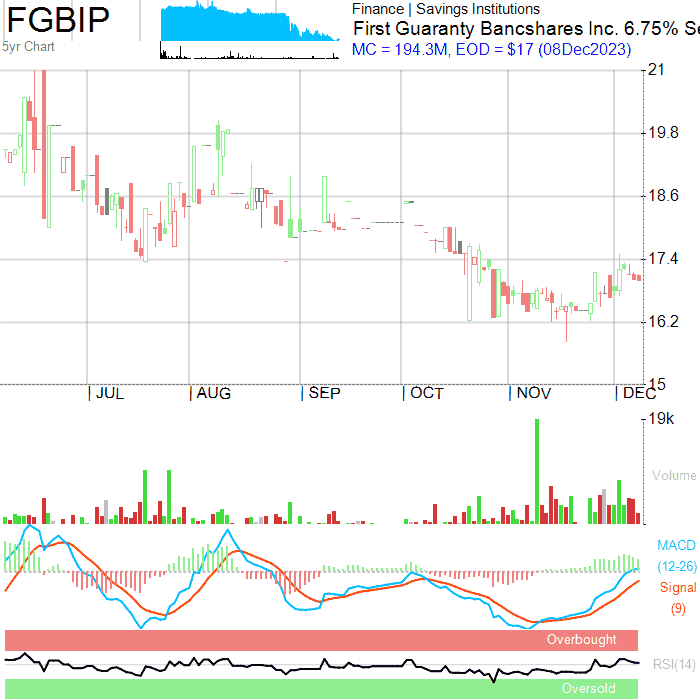 FGBIP
5yr Chart
Finance | Savings Institutions
First Guaranty Bancshares Inc. 6.75% Se
MC = 194.3M, EOD = $17 (08Dec2023)
21
19.8
18.6
17.4
16.2
15
JUL AUG SEP OCT NOV DEC
19k
Volume
MACD
(12-26)
Signal
(9)
Overbought
RSI(14)
Oversold